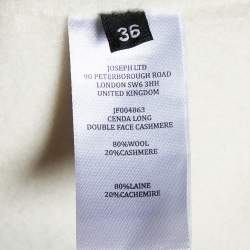 36
JOSEPH LTD
90 PETERBOROUGH ROAD
LONDON SW6 3HH
UNITED KINGDOM
JF004863
CENDA LONG
DOUBLE FACE CASHMERE
80%WOOL
20%CASHMERE
80%LAINE
20%CACHEMIRE